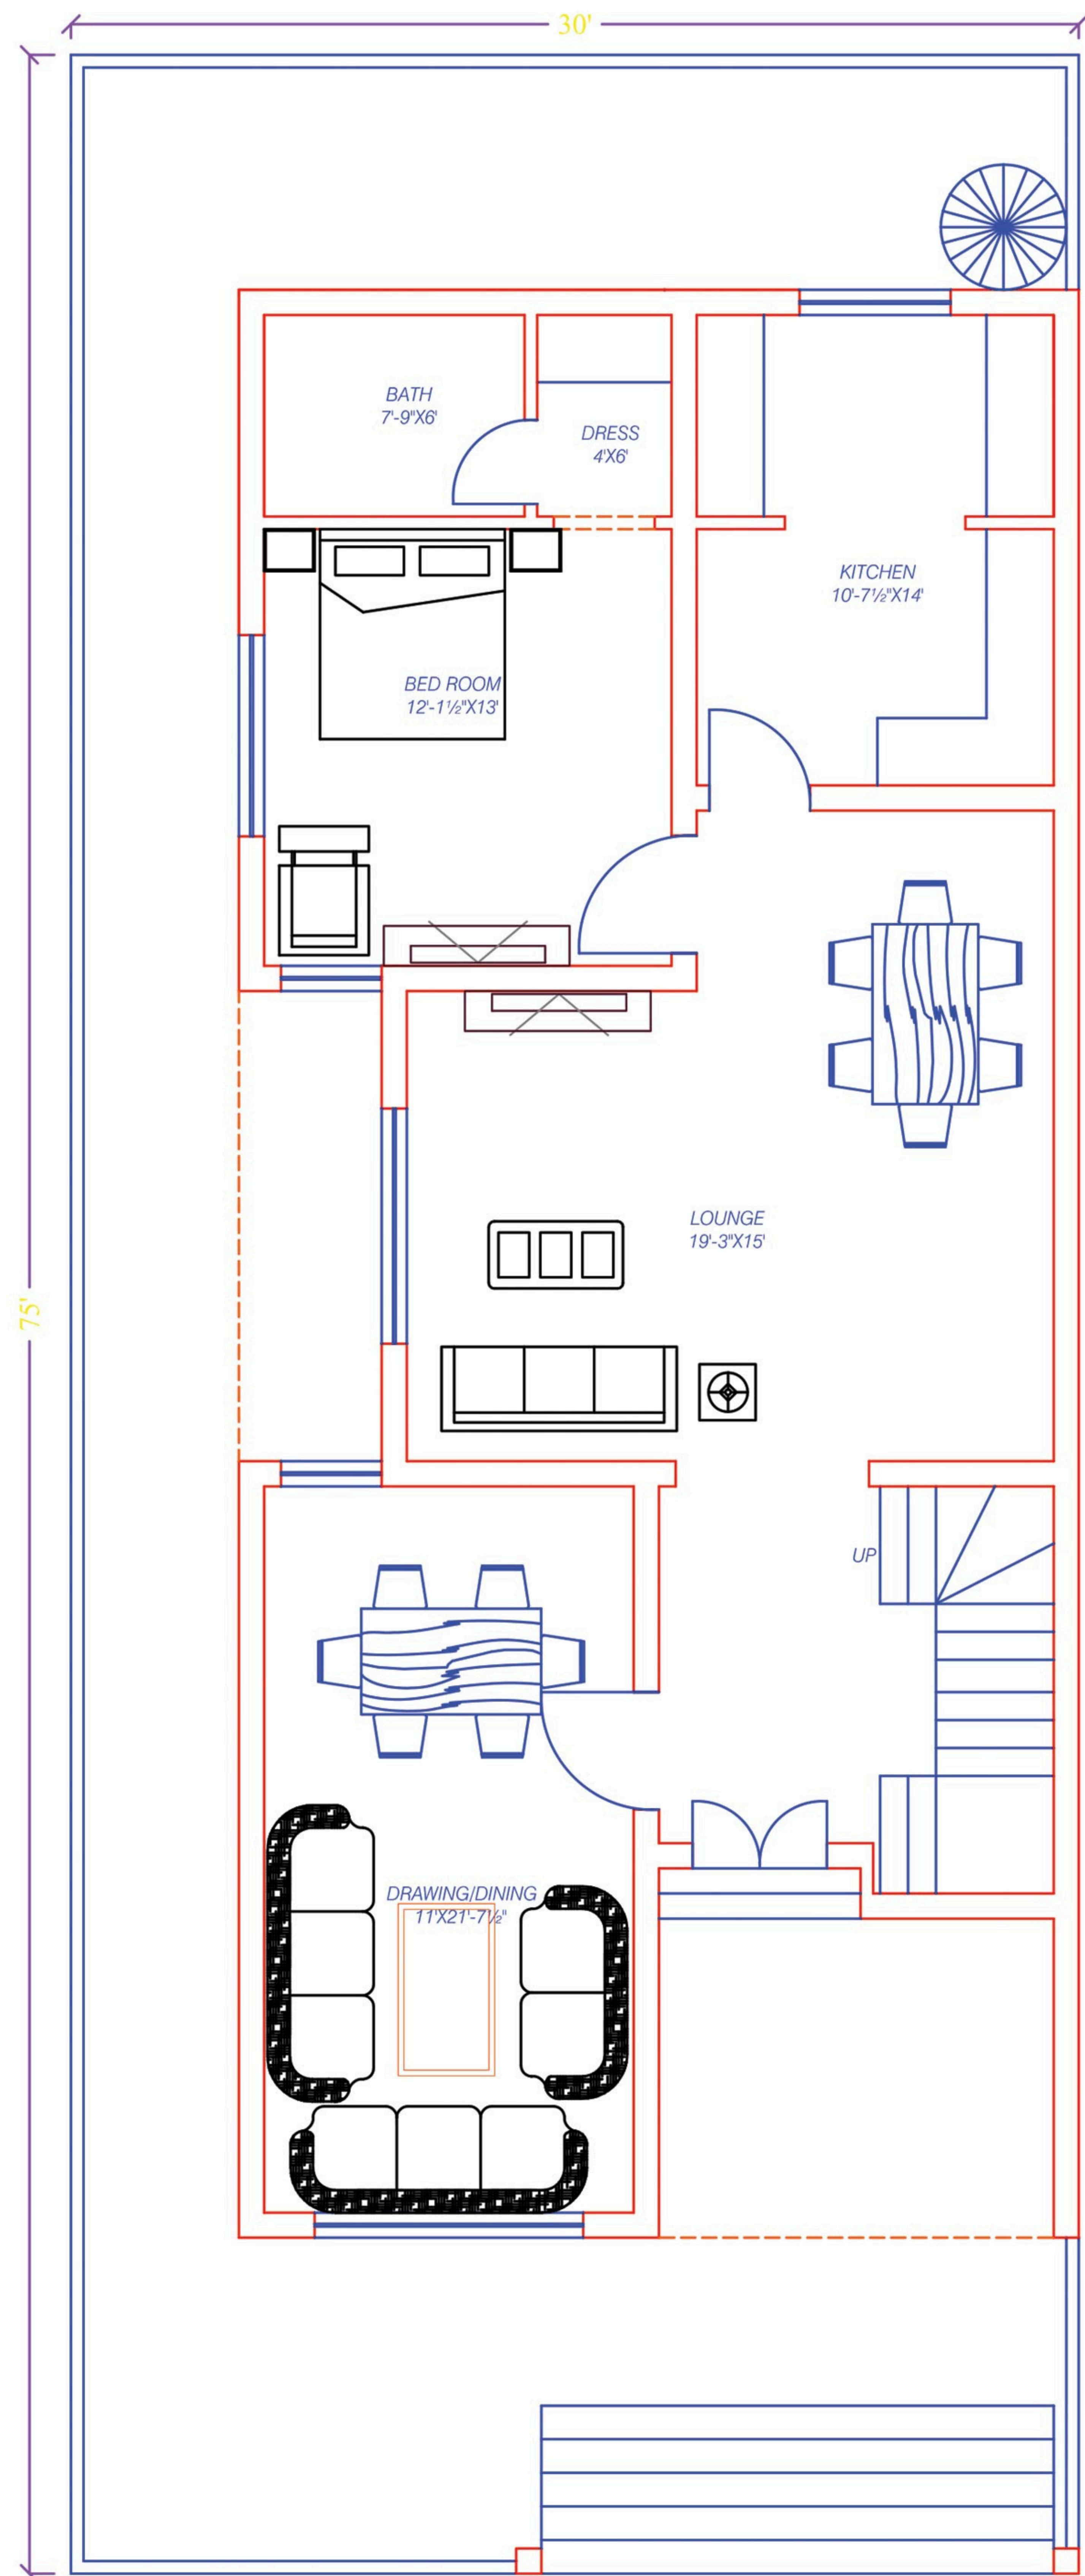 30'
75'
BATH
7'-9"X6'
DRESS
4'X6'
KITCHEN
10'-7½"X14'
BED ROOM
12'-1½"X13'
LOUNGE
19'-3"X15'
UP
DRAWING/DINING
11'X21'-7½"